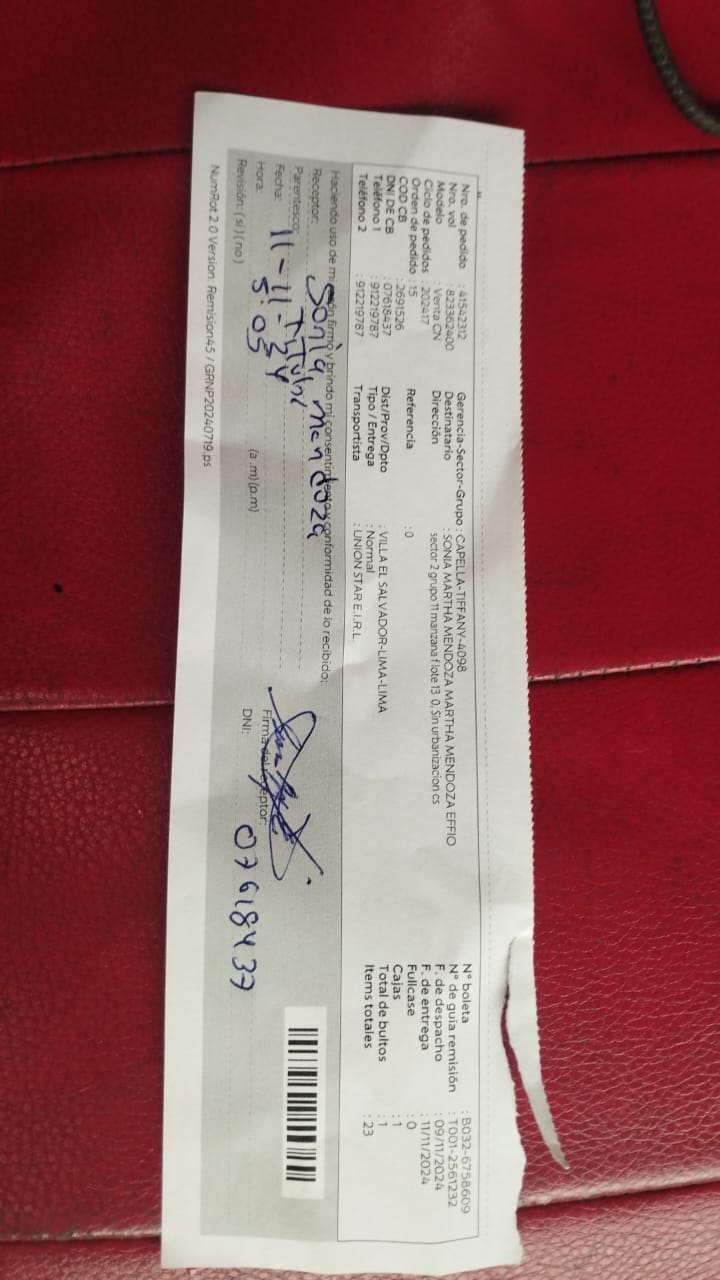 Nro. de pedido : 41542312
Nro. vol : 823362400
Modelo : Venta CN
Ciclo de pedidos : 202417
Orden de pedido : 15
COD CB : 2691526
DNI DE CB : 07618437
Teléfono 1 : 912219787
Teléfono 2 : 912219787
Gerencia-Sector-Grupo : CAPELLA-TIFFANY-4098
Destinatario : SONIA MARTHA MENDOZA MARTHA MENDOZA EFFIO
Dirección sector 2 grupo 11 manzana f lote 13 0, Sin urbanizacion cs
Referencia : 0
Dist/Prov/Dpto : VILLA EL SALVADOR-LIMA-LIMA
Tipo / Entrega : Normal
Transportista : UNION STAR E.I.R.L.
N° boleta : B032-6758609
N° de guía remisión : T001-2561232
F. de despacho : 09/11/2024
F. de entrega : 11/11/2024
Fullcase : 0
Cajas : 1
Total de bultos : 1
Items totales : 23
Haciendo uso de mi razón firmo y brindo mi consentimiento y conformidad de lo recibido:
Receptor: Sonia mendoza
Parentesco: Titular
Fecha: 11-11-24
Hora: 5:05 (a.m)(p.m)
Revisión: ( si ) ( no )
Firma del receptor:
DNI: 07618437
NumRot 2.0 Version. Remision45 / GRNP20240719.ps